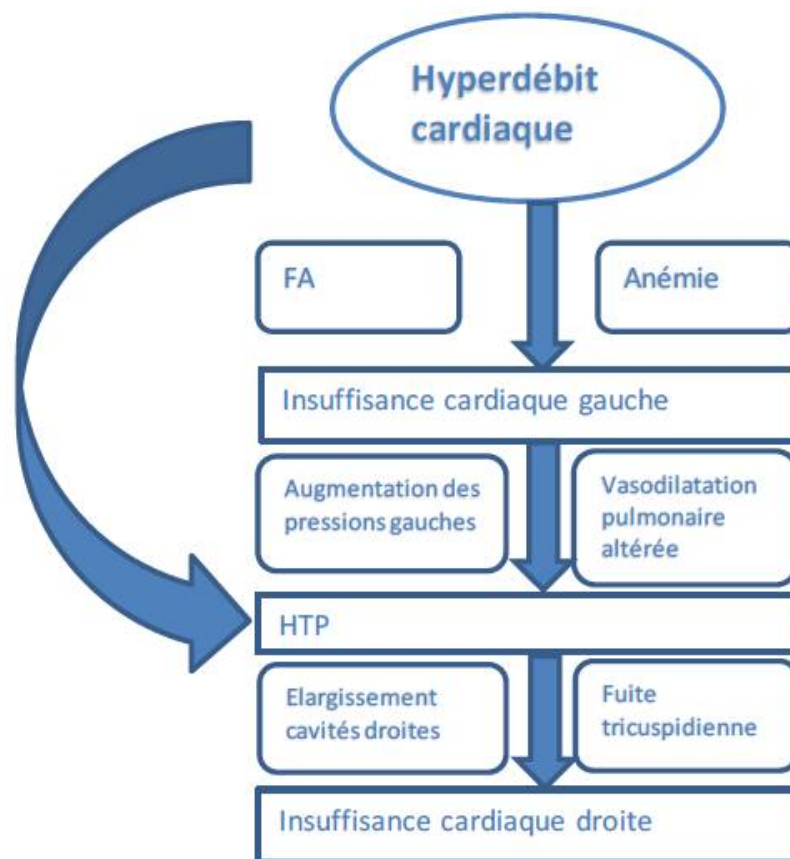 Hyperdébit
cardiaque
FA
Anémie
Insuffisance cardiaque gauche
Augmentation des
pressions gauches
Vasodilatation
pulmonaire
altérée
HTP
Elargissement
cavités droites
Fuite
tricuspidienne
Insuffisance cardiaque droite